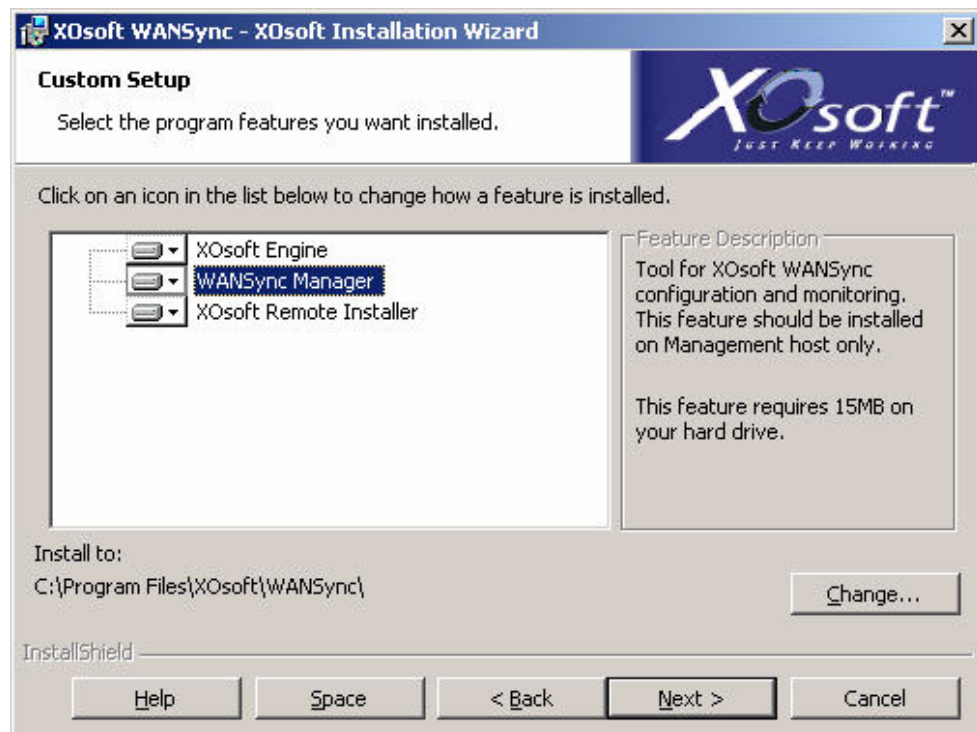 XOsoft WANSync - XOsoft Installation Wizard
Custom Setup
Select the program features you want installed.
XOsoft™
JUST KEEP WORKING
Click on an icon in the list below to change how a feature is installed.
XOsoft Engine
WANSync Manager
XOsoft Remote Installer
Feature Description
Tool for XOsoft WANSync
configuration and monitoring.
This feature should be installed
on Management host only.
This feature requires 15MB on
your hard drive.
Install to:
C:\Program Files\XOsoft\WANSync\
Change...
InstallShield
Help
Space
< Back
Next >
Cancel